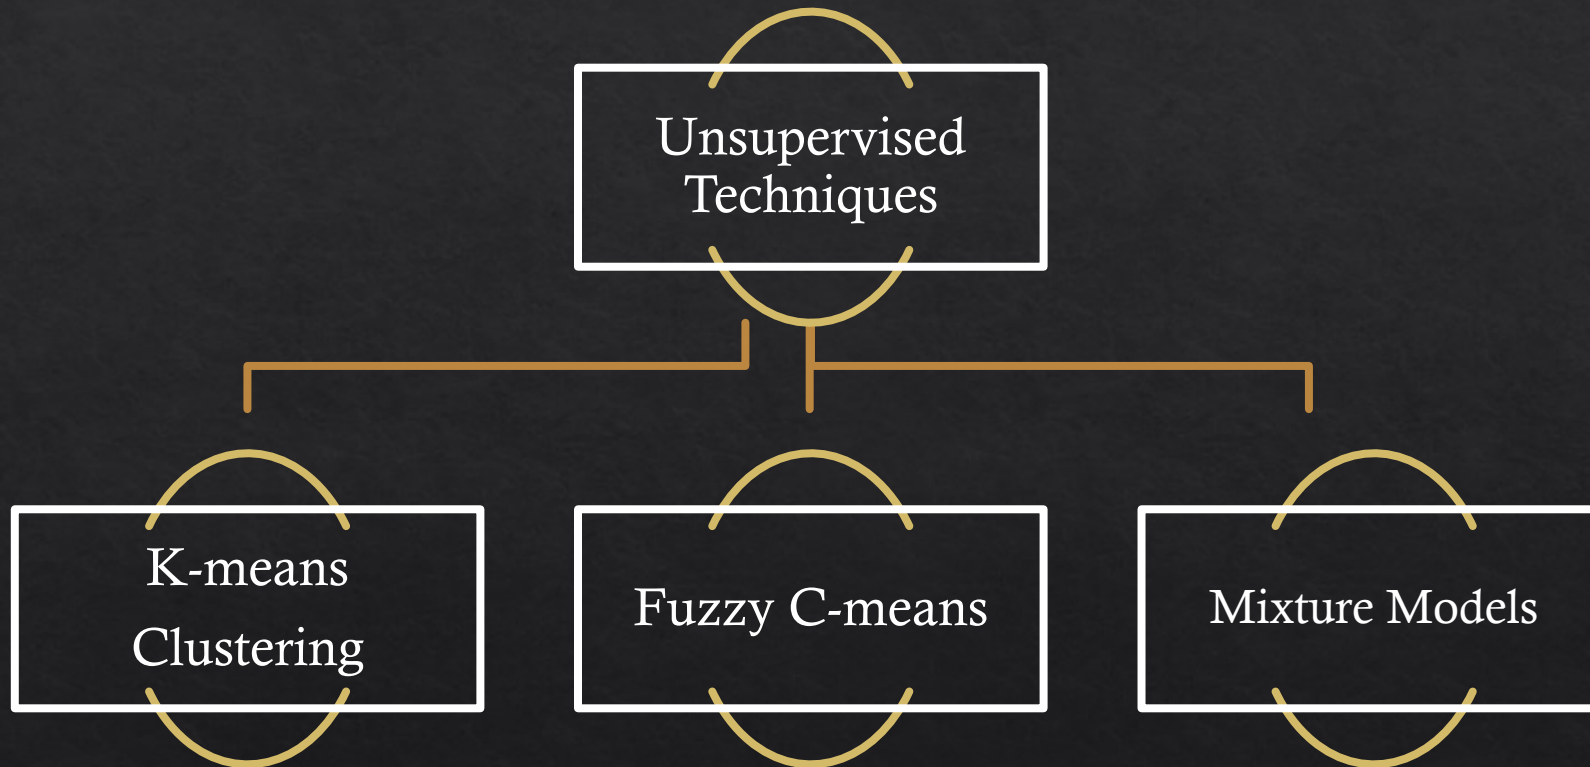 Unsupervised
Techniques
K-means
Clustering
Fuzzy C-means
Mixture Models